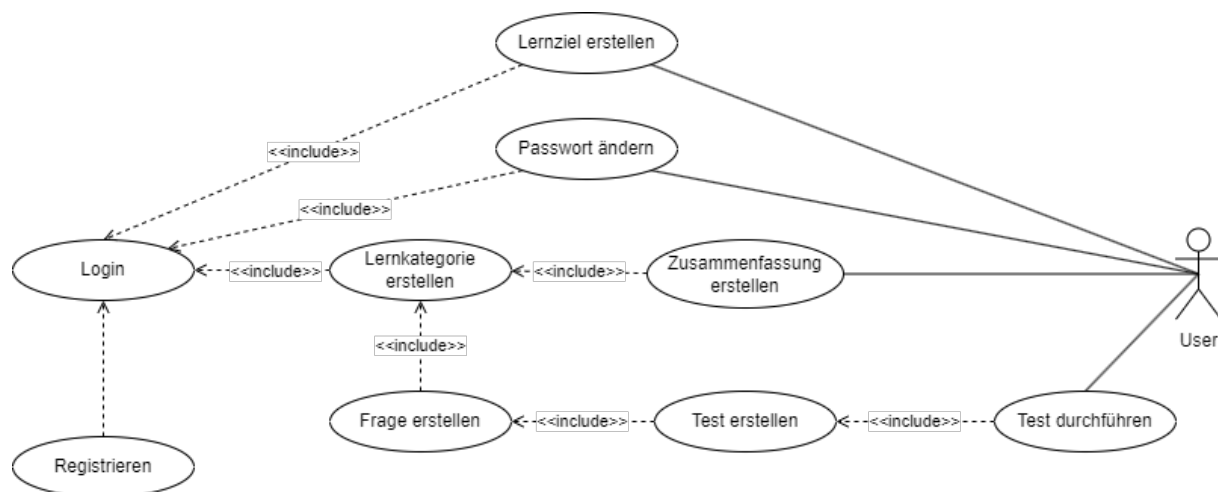 Lernziel erstellen
<<include>>
Passwort ändern
<<include>>
Login
<<include>>
Lernkategorie
erstellen
<<include>>
Zusammenfassung
erstellen
User
<<include>>
Frage erstellen
<<include>>
Test erstellen
<<include>>
Test durchführen
Registrieren